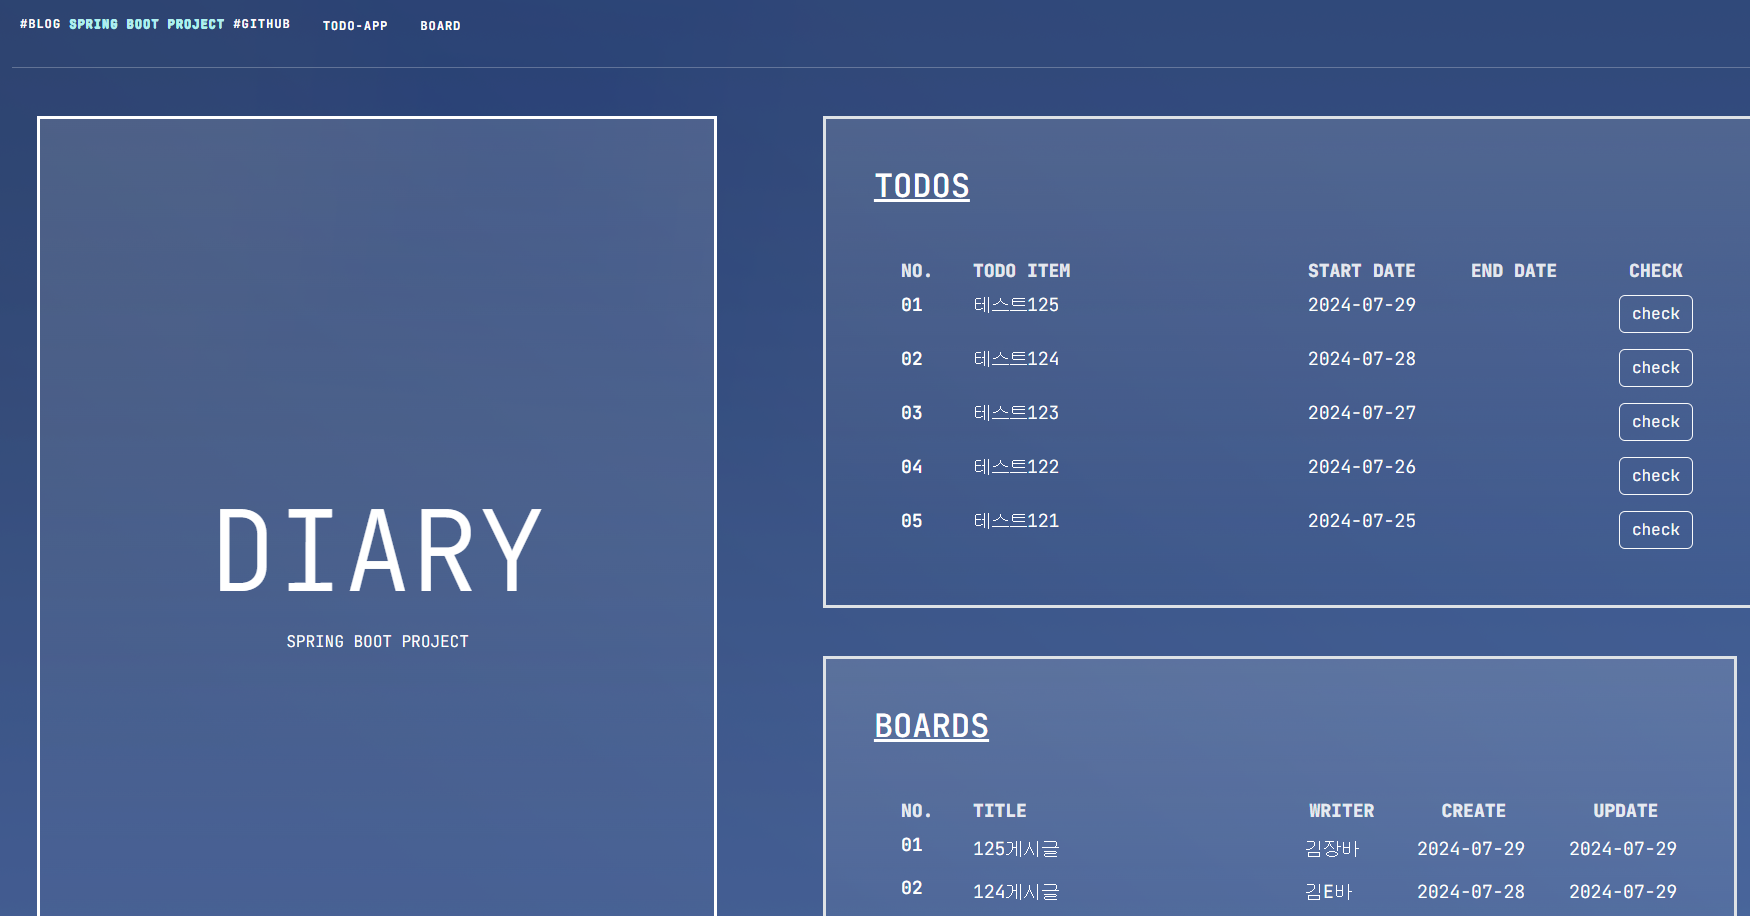 #BLOG SPRING BOOT PROJECT #GITHUB TODO-APP BOARD
DIARY
SPRING BOOT PROJECT
TODOS
NO. TODO ITEM START DATE END DATE CHECK
01 테스트125 2024-07-29 check
02 테스트124 2024-07-28 check
03 테스트123 2024-07-27 check
04 테스트122 2024-07-26 check
05 테스트121 2024-07-25 check
BOARDS
NO. TITLE WRITER CREATE UPDATE
01 125게시글 김장바 2024-07-29 2024-07-29
02 124게시글 김E바 2024-07-28 2024-07-29